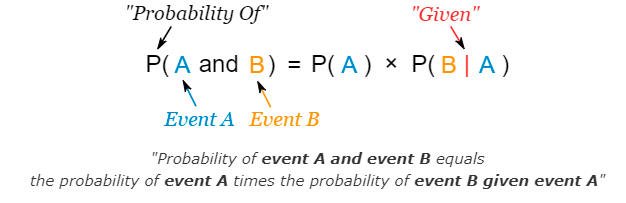 "Probability Of" "Given"
P( A and B ) = P( A ) × P( B | A )
Event A Event B
"Probability of event A and event B equals
the probability of event A times the probability of event B given event A"